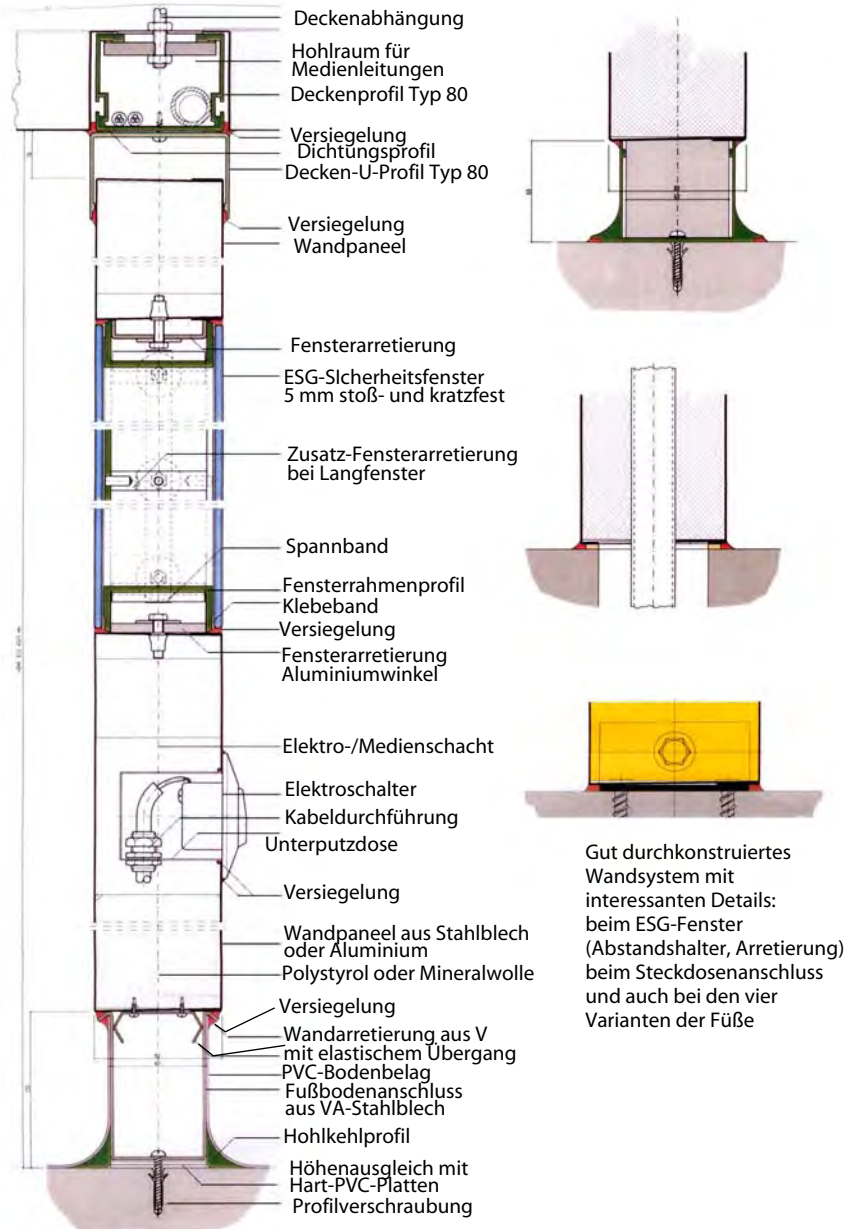 Deckenabhängung
Hohlraum für
Medienleitungen
Deckenprofil Typ 80
Versiegelung
Dichtungsprofil
Decken-U-Profil Typ 80
Versiegelung
Wandpaneel
Fensterarretierung
ESG-SIcherheitsfenster
5 mm stoß- und kratzfest
Zusatz-Fensterarretierung
bei Langfenster
Spannband
Fensterrahmenprofil
Klebeband
Versiegelung
Fensterarretierung
Aluminiumwinkel
Elektro-/Medienschacht
Elektroschalter
Kabeldurchführung
Unterputzdose
Versiegelung
Wandpaneel aus Stahlblech
oder Aluminium
Polystyrol oder Mineralwolle
Versiegelung
Wandarretierung aus V
mit elastischem Übergang
PVC-Bodenbelag
Fußbodenanschluss
aus VA-Stahlblech
Hohlkehlprofil
Höhenausgleich mit
Hart-PVC-Platten
Profilverschraubung
Gut durchkonstruiertes
Wandsystem mit
interessanten Details:
beim ESG-Fenster
(Abstandshalter, Arretierung)
beim Steckdosenanschluss
und auch bei den vier
Varianten der Füße